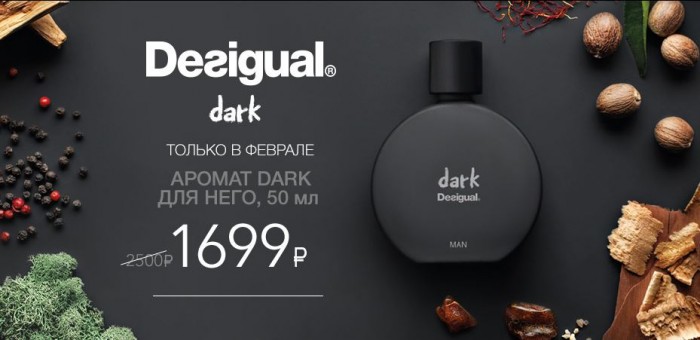 Desigual®
dark
ТОЛЬКО В ФЕВРАЛЕ
АРОМАТ DARK
ДЛЯ НЕГО, 50 мл
2500₽ 1699₽
dark
Desigual®
MAN